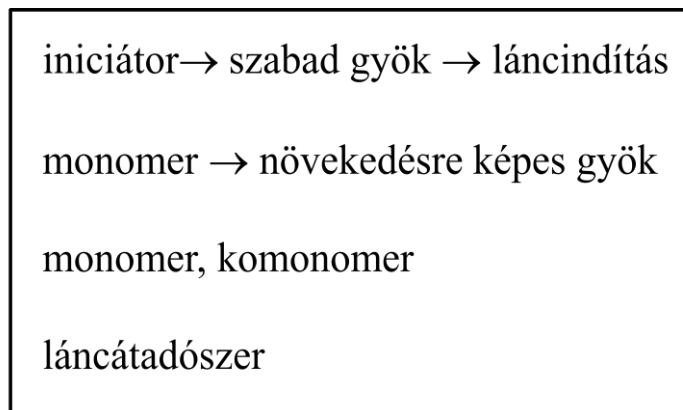 iniciátor→ szabad gyök → láncindítás
monomer → növekedésre képes gyök
monomer, komonomer
láncátadószer